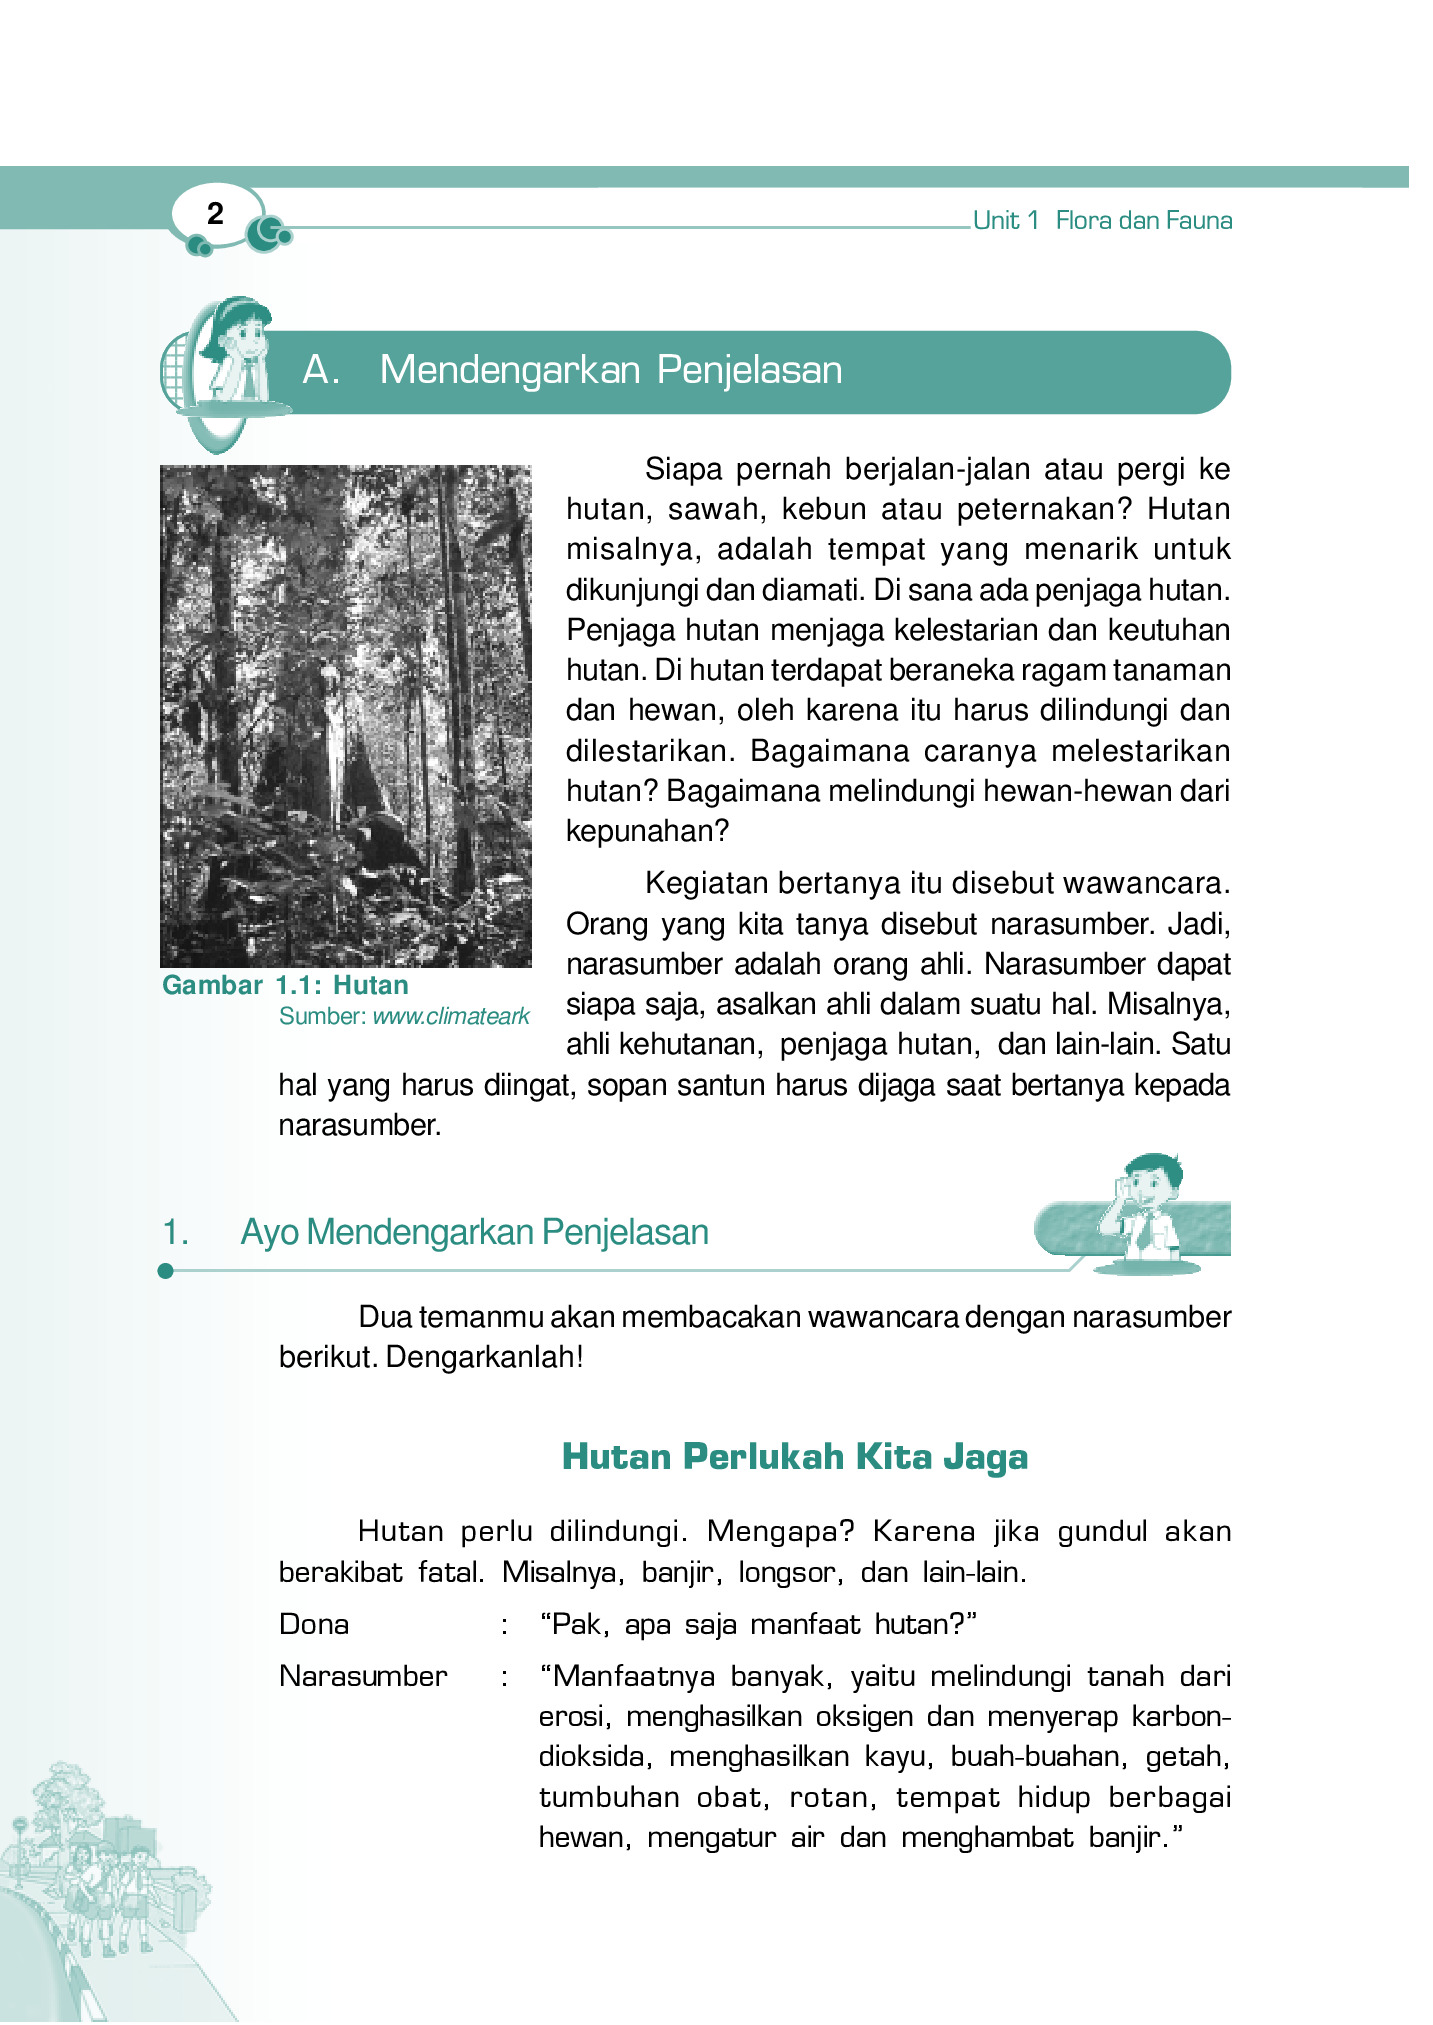 2
Unit 1 Flora dan Fauna
A. Mendengarkan Penjelasan
Siapa pernah berjalan-jalan atau pergi ke
hutan, sawah, kebun atau peternakan? Hutan
misalnya, adalah tempat yang menarik untuk
dikunjungi dan diamati. Di sana ada penjaga hutan.
Penjaga hutan menjaga kelestarian dan keutuhan
hutan. Di hutan terdapat beraneka ragam tanaman
dan hewan, oleh karena itu harus dilindungi dan
dilestarikan. Bagaimana caranya melestarikan
hutan? Bagaimana melindungi hewan-hewan dari
kepunahan?
Gambar 1.1: Hutan
Sumber: www.climateark
Kegiatan bertanya itu disebut wawancara.
Orang yang kita tanya disebut narasumber. Jadi,
narasumber adalah orang ahli. Narasumber dapat
siapa saja, asalkan ahli dalam suatu hal. Misalnya,
ahli kehutanan, penjaga hutan, dan lain-lain. Satu
hal yang harus diingat, sopan santun harus dijaga saat bertanya kepada
narasumber.
1. Ayo Mendengarkan Penjelasan
Dua temanmu akan membacakan wawancara dengan narasumber
berikut. Dengarkanlah!
Hutan Perlukah Kita Jaga
Hutan perlu dilindungi. Mengapa? Karena jika gundul akan
berakibat fatal. Misalnya, banjir, longsor, dan lain-lain.
Dona : “Pak, apa saja manfaat hutan?”
Narasumber : “Manfaatnya banyak, yaitu melindungi tanah dari
erosi, menghasilkan oksigen dan menyerap karbon-
dioksida, menghasilkan kayu, buah-buahan, getah,
tumbuhan obat, rotan, tempat hidup berbagai
hewan, mengatur air dan menghambat banjir.”